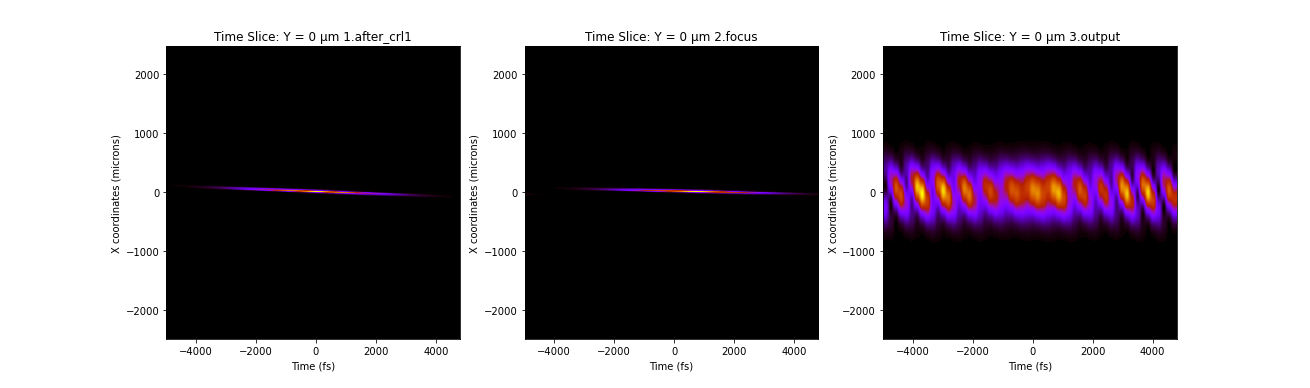 Time Slice: Y = 0 μm 1.after_crl1
X coordinates (microns)
2000
1000
0
−1000
−2000
−4000 −2000 0 2000 4000
Time (fs)
Time Slice: Y = 0 μm 2.focus
X coordinates (microns)
2000
1000
0
−1000
−2000
−4000 −2000 0 2000 4000
Time (fs)
Time Slice: Y = 0 μm 3.output
X coordinates (microns)
2000
1000
0
−1000
−2000
−4000 −2000 0 2000 4000
Time (fs)